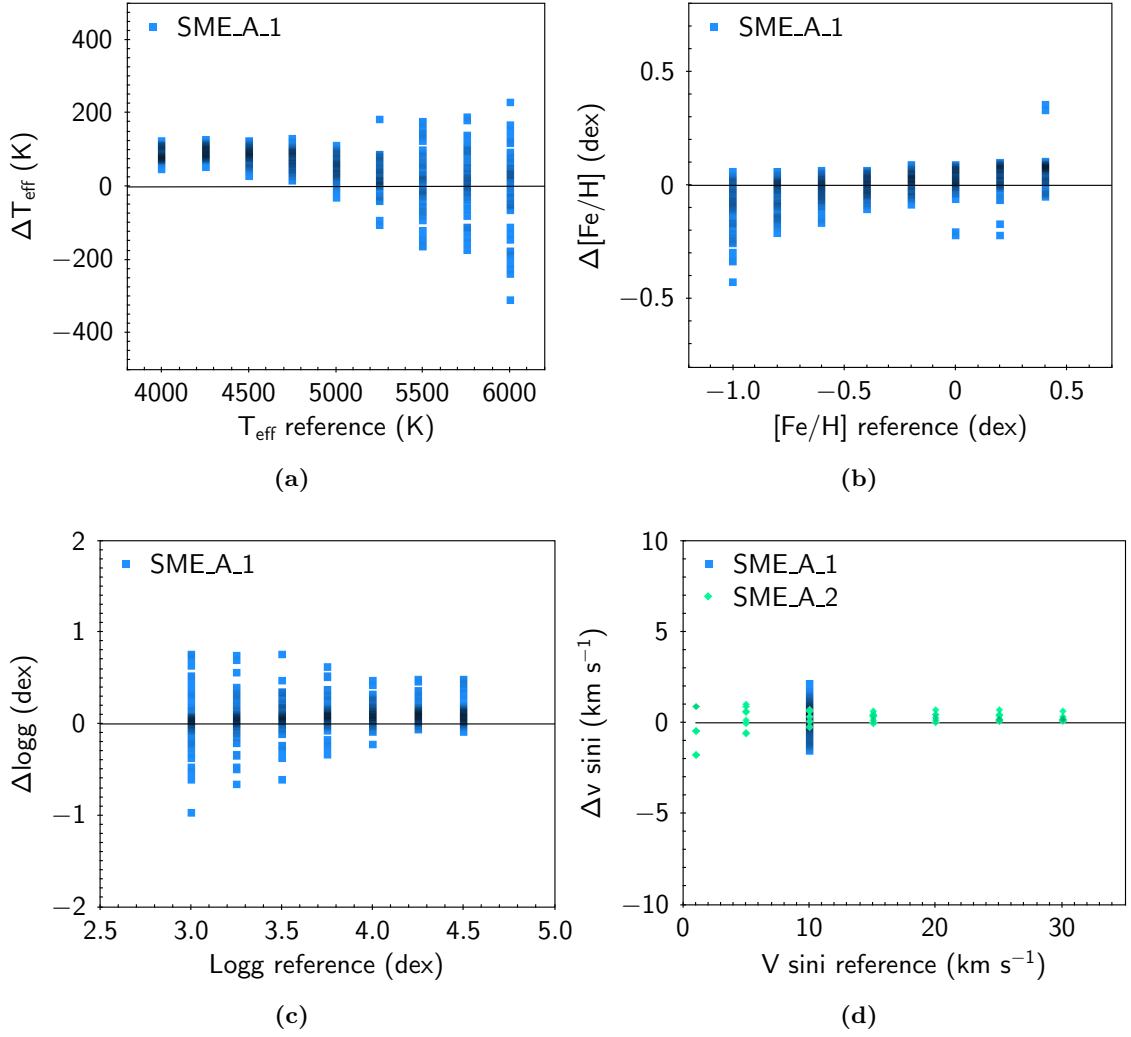 SME_A_1
400
200
0
−200
−400
ΔT_eff (K)
4000 4500 5000 5500 6000
T_eff reference (K)
(a)
SME_A_1
0.5
0
−0.5
Δ[Fe/H] (dex)
−1.0 −0.5 0 0.5
[Fe/H] reference (dex)
(b)
SME_A_1
2
1
0
−1
−2
Δlogg (dex)
2.5 3.0 3.5 4.0 4.5 5.0
Logg reference (dex)
(c)
SME_A_1
SME_A_2
10
5
0
−5
−10
Δv sini (km s⁻¹)
0 10 20 30
V sini reference (km s⁻¹)
(d)